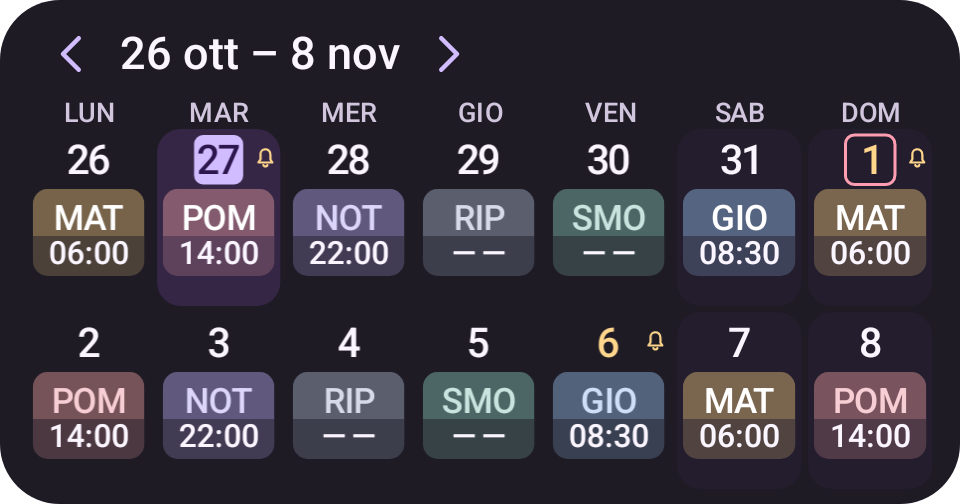 26 ott – 8 nov
LUN MAR MER GIO VEN SAB DOM
26 27 28 29 30 31 1
MAT POM NOT RIP SMO GIO MAT
06:00 14:00 22:00 –– –– 08:30 06:00
2 3 4 5 6 7 8
POM NOT RIP SMO GIO MAT POM
14:00 22:00 –– –– 08:30 06:00 14:00